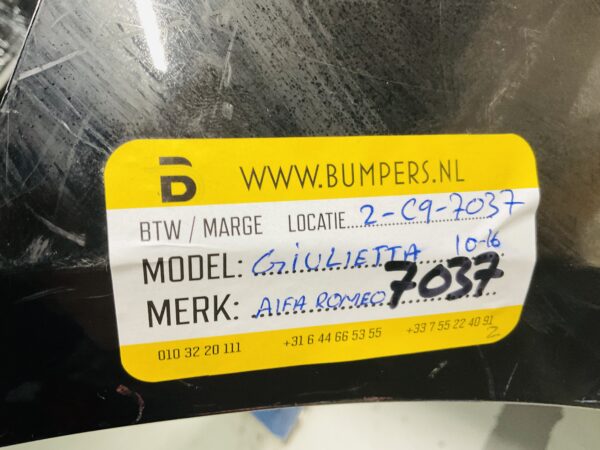 B WWW.BUMPERS.NL
BTW / MARGE LOCATIE 2-C9-7037
MODEL: GIULIETTA 10-16
MERK: ALFA ROMEO 7037
010 32 20 111 +31 6 44 66 53 55 +33 7 55 22 40 91
2